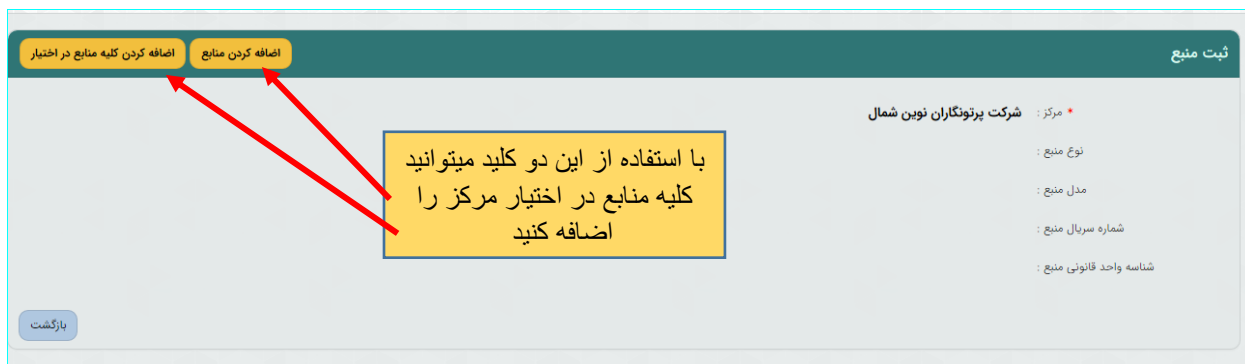 ثبت منبع
اضافه کردن منابع
اضافه کردن کلیه منابع در اختیار
* مرکز : شرکت پرتونگاران نوین شمال
نوع منبع :
مدل منبع :
شماره سریال منبع :
شناسه واحد قانونی منبع :
با استفاده از این دو کلید میتوانید
کلیه منابع در اختیار مرکز را
اضافه کنید
بازگشت